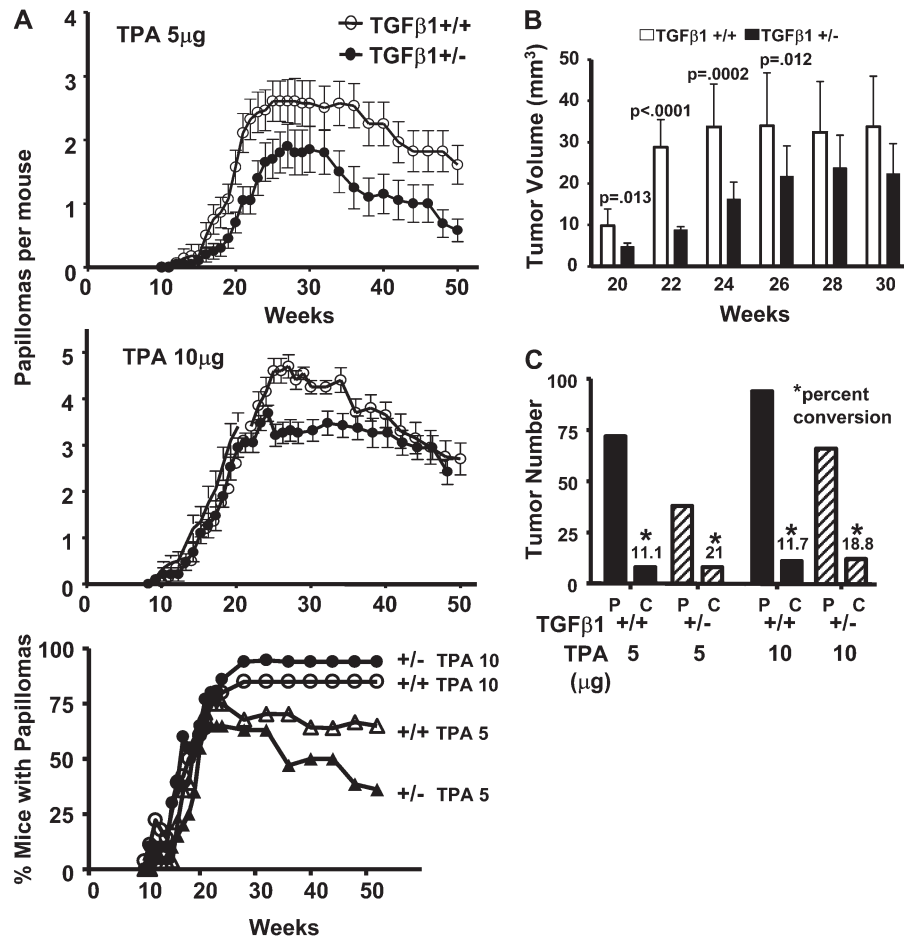 A
TPA 5µg
TGFβ1+/+
TGFβ1+/-
Papillomas per mouse
3
2
1
0
0 10 20 30 40 50
Weeks
TPA 10µg
5
4
3
2
1
0
0 10 20 30 40 50
% Mice with Papillomas
100
75
50
25
0
+/- TPA 10
+/+ TPA 10
+/+ TPA 5
+/- TPA 5
0 10 20 30 40 50
Weeks
B
TGFβ1 +/+ TGFβ1 +/-
Tumor Volume (mm3)
50
40
30
20
10
0
p=.013
p<.0001
p=.0002
p=.012
20 22 24 26 28 30
Weeks
C
Tumor Number
100
75
50
25
0
*percent
conversion
* * * *
11.1 21 11.7 18.8
P C P C P C P C
TGFβ1 +/+ +/- +/+ +/-
TPA 5 5 10 10
(µg)